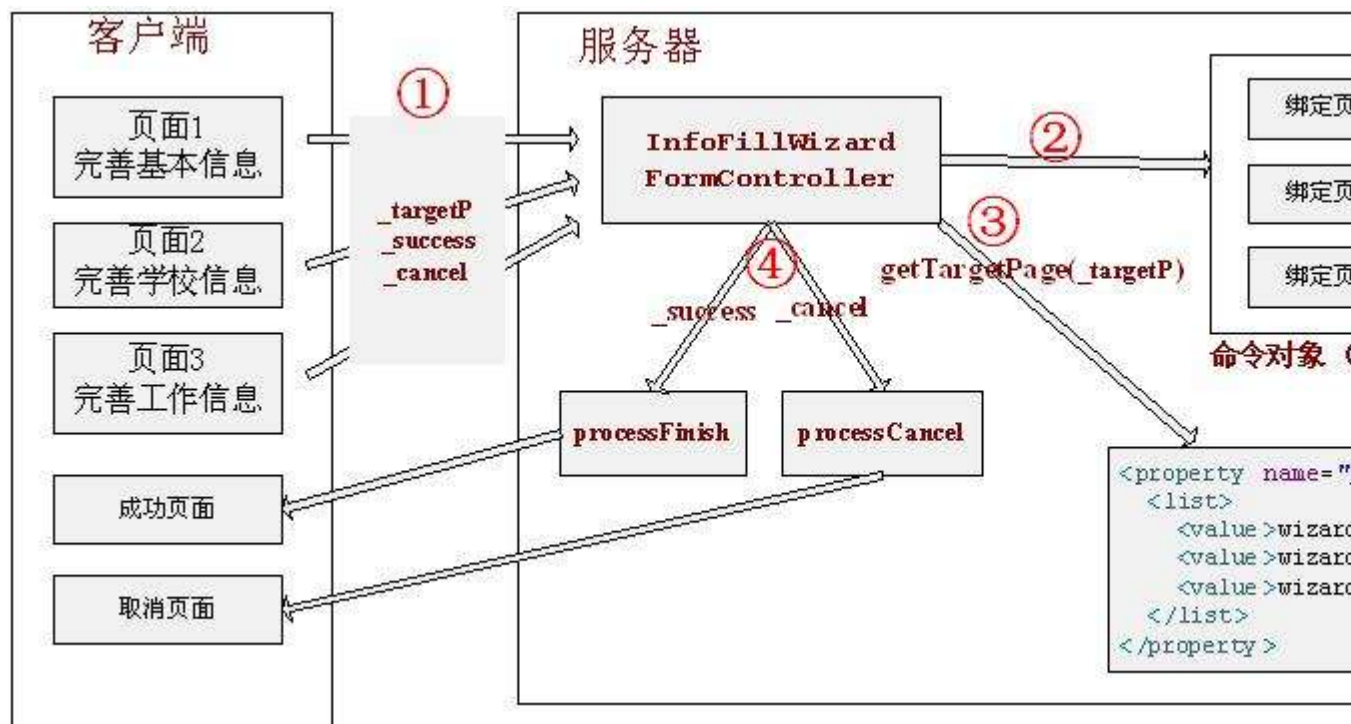 客户端
页面1
完善基本信息
页面2
完善学校信息
页面3
完善工作信息
成功页面
取消页面
①
_targetP
_success
_cancel
服务器
InfoFillWizard
FormController
②
③
getTargetPage(_targetP)
④
_success
_cancel
processFinish
processCancel
绑定页
绑定页
绑定页
命令对象
<property name="
<list>
<value>wizard
<value>wizard
<value>wizard
</list>
</property>